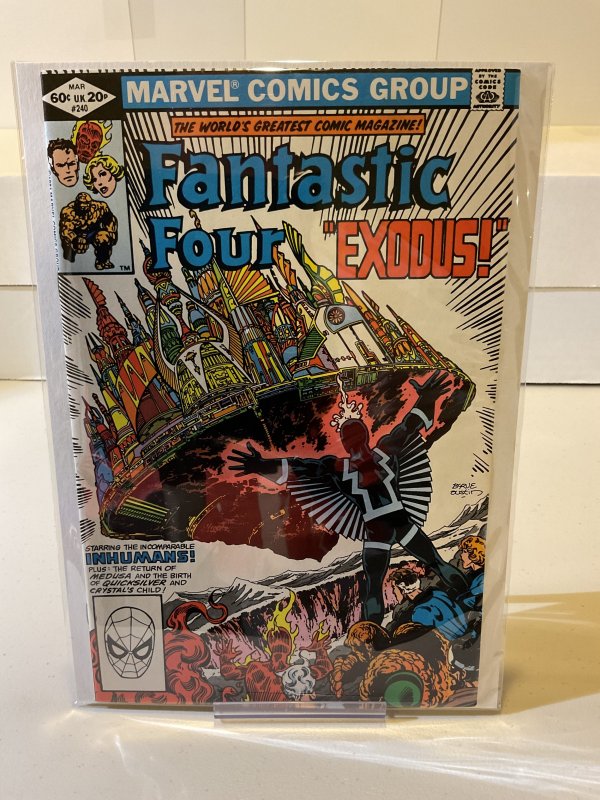 MAR
60¢ UK 20p
#240
MARVEL® COMICS GROUP
APPROVED
BY THE
COMICS
CODE
CA
AUTHORITY
THE WORLD'S GREATEST COMIC MAGAZINE!
Fantastic
Four
"EXODUS!"
TM
BYRNE
AUSTIN
STARRING THE INCOMPARABLE
INHUMANS!
PLUS: THE RETURN OF
MEDUSA AND THE BIRTH
OF QUICKSILVER AND
CRYSTAL'S CHILD!